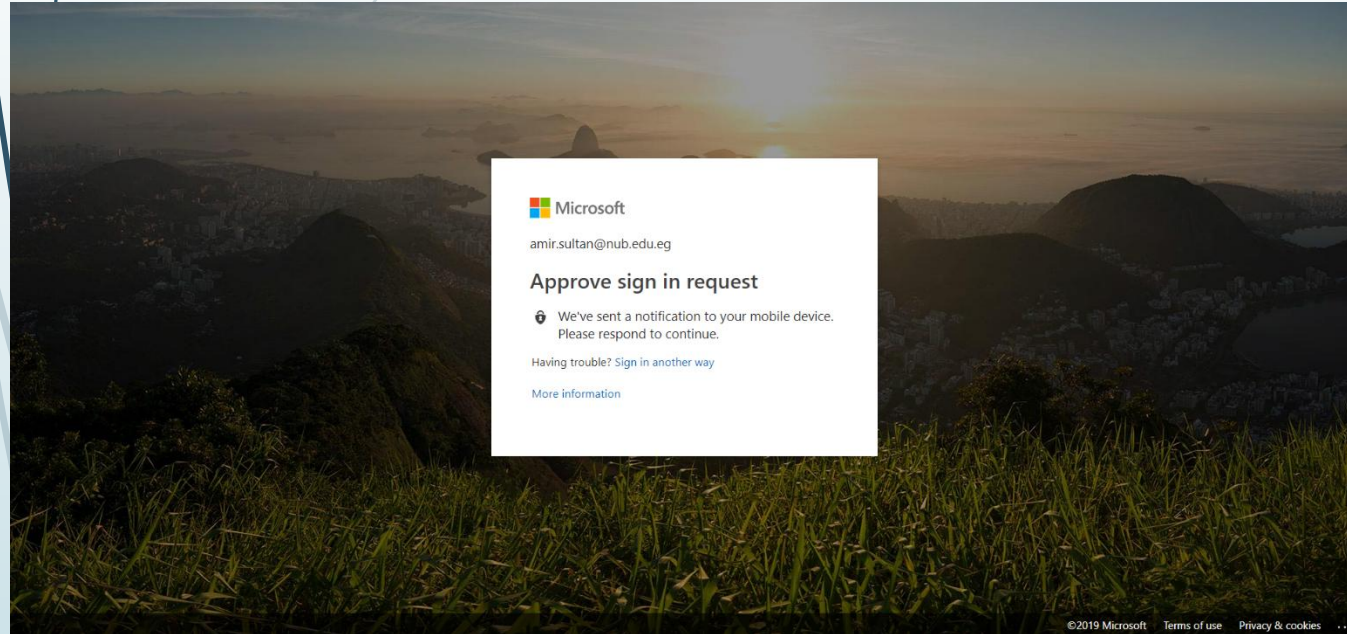 Microsoft
amir.sultan@nub.edu.eg
Approve sign in request
We've sent a notification to your mobile device.
Please respond to continue.
Having trouble? Sign in another way
More information
©2019 Microsoft Terms of use Privacy & cookies ...